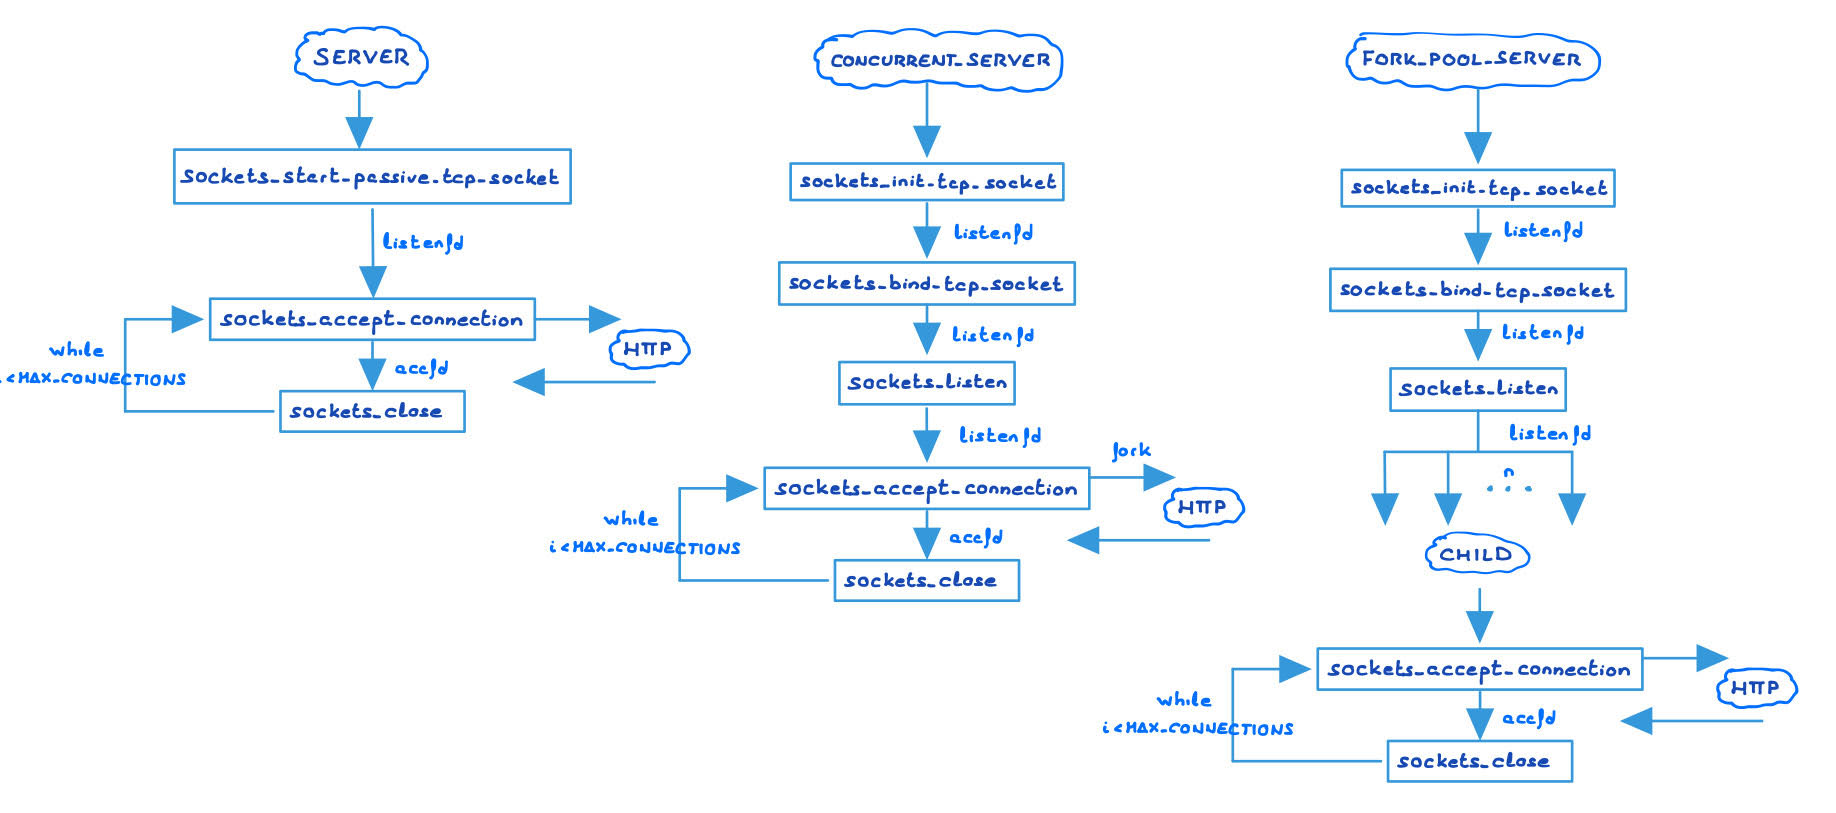 SERVER
sockets_start_passive_tcp_socket
listenfd
sockets_accept_connection
HTTP
while
i<MAX_CONNECTIONS
accfd
sockets_close
CONCURRENT_SERVER
sockets_init_tcp_socket
listenfd
sockets_bind_tcp_socket
listenfd
sockets_listen
listenfd
fork
sockets_accept_connection
HTTP
while
i<MAX_CONNECTIONS
accfd
sockets_close
FORK_POOL_SERVER
sockets_init_tcp_socket
listenfd
sockets_bind_tcp_socket
listenfd
sockets_listen
listenfd
n
...
CHILD
sockets_accept_connection
HTTP
while
i<MAX_CONNECTIONS
accfd
sockets_close